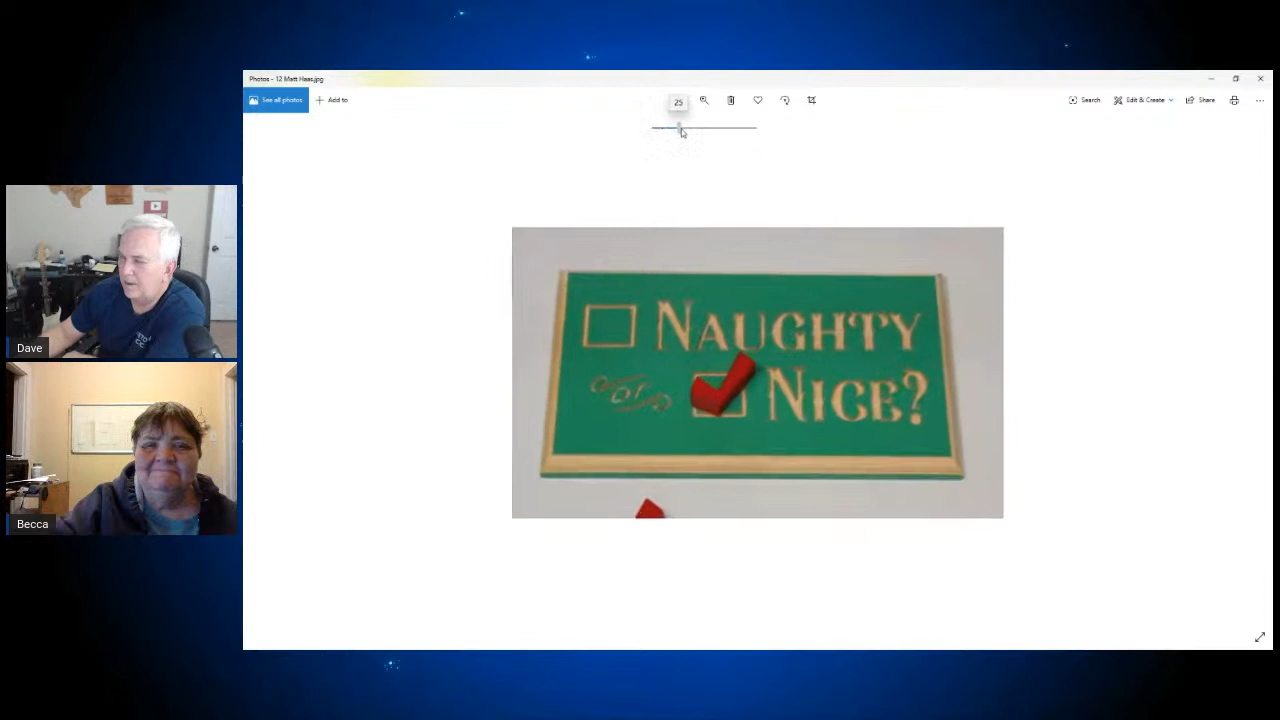 Photos - 12 Matt Haas.jpg
See all photos
Add to
25
Search
Edit & Create
Share
NAUGHTY
or
NICE?
Dave
Becca